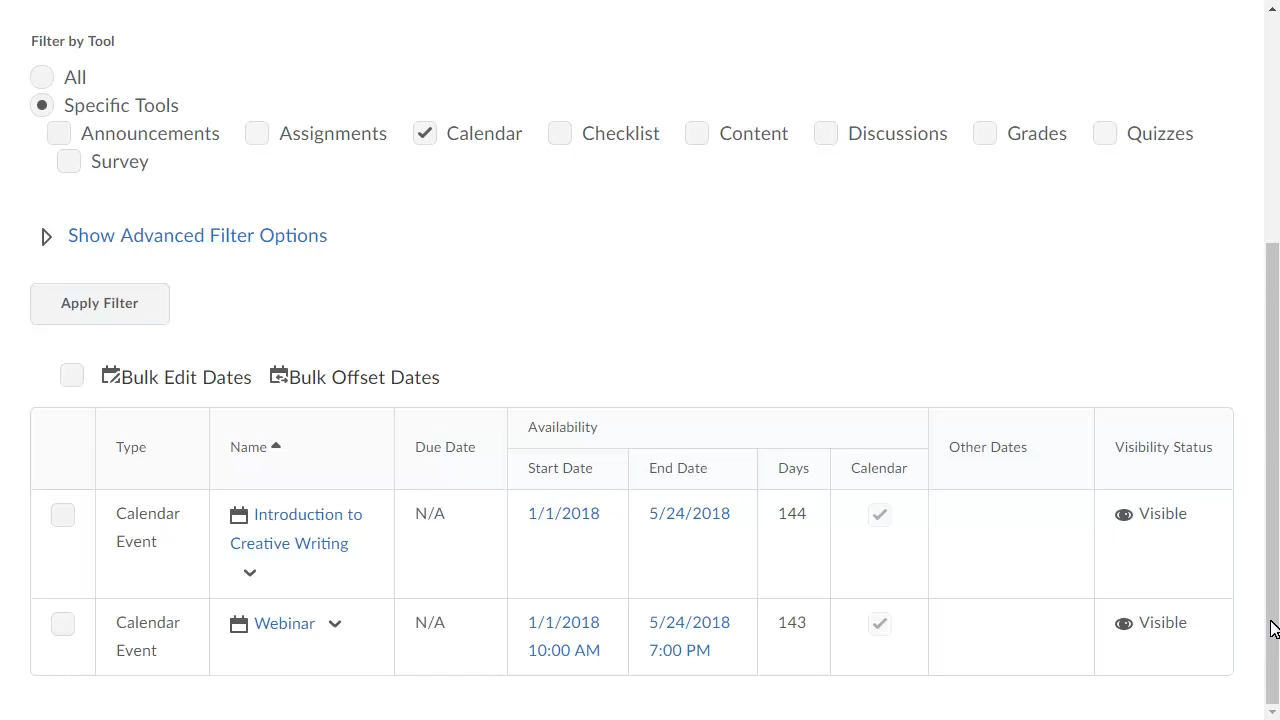 Filter by Tool
All
Specific Tools
Announcements Assignments Calendar Checklist Content Discussions Grades Quizzes
Survey
Show Advanced Filter Options
Apply Filter
Bulk Edit Dates Bulk Offset Dates
Type Name Due Date Availability Other Dates Visibility Status
Start Date End Date Days Calendar
Calendar Event Introduction to Creative Writing N/A 1/1/2018 5/24/2018 144 Visible
Calendar Event Webinar N/A 1/1/2018 10:00 AM 5/24/2018 7:00 PM 143 Visible